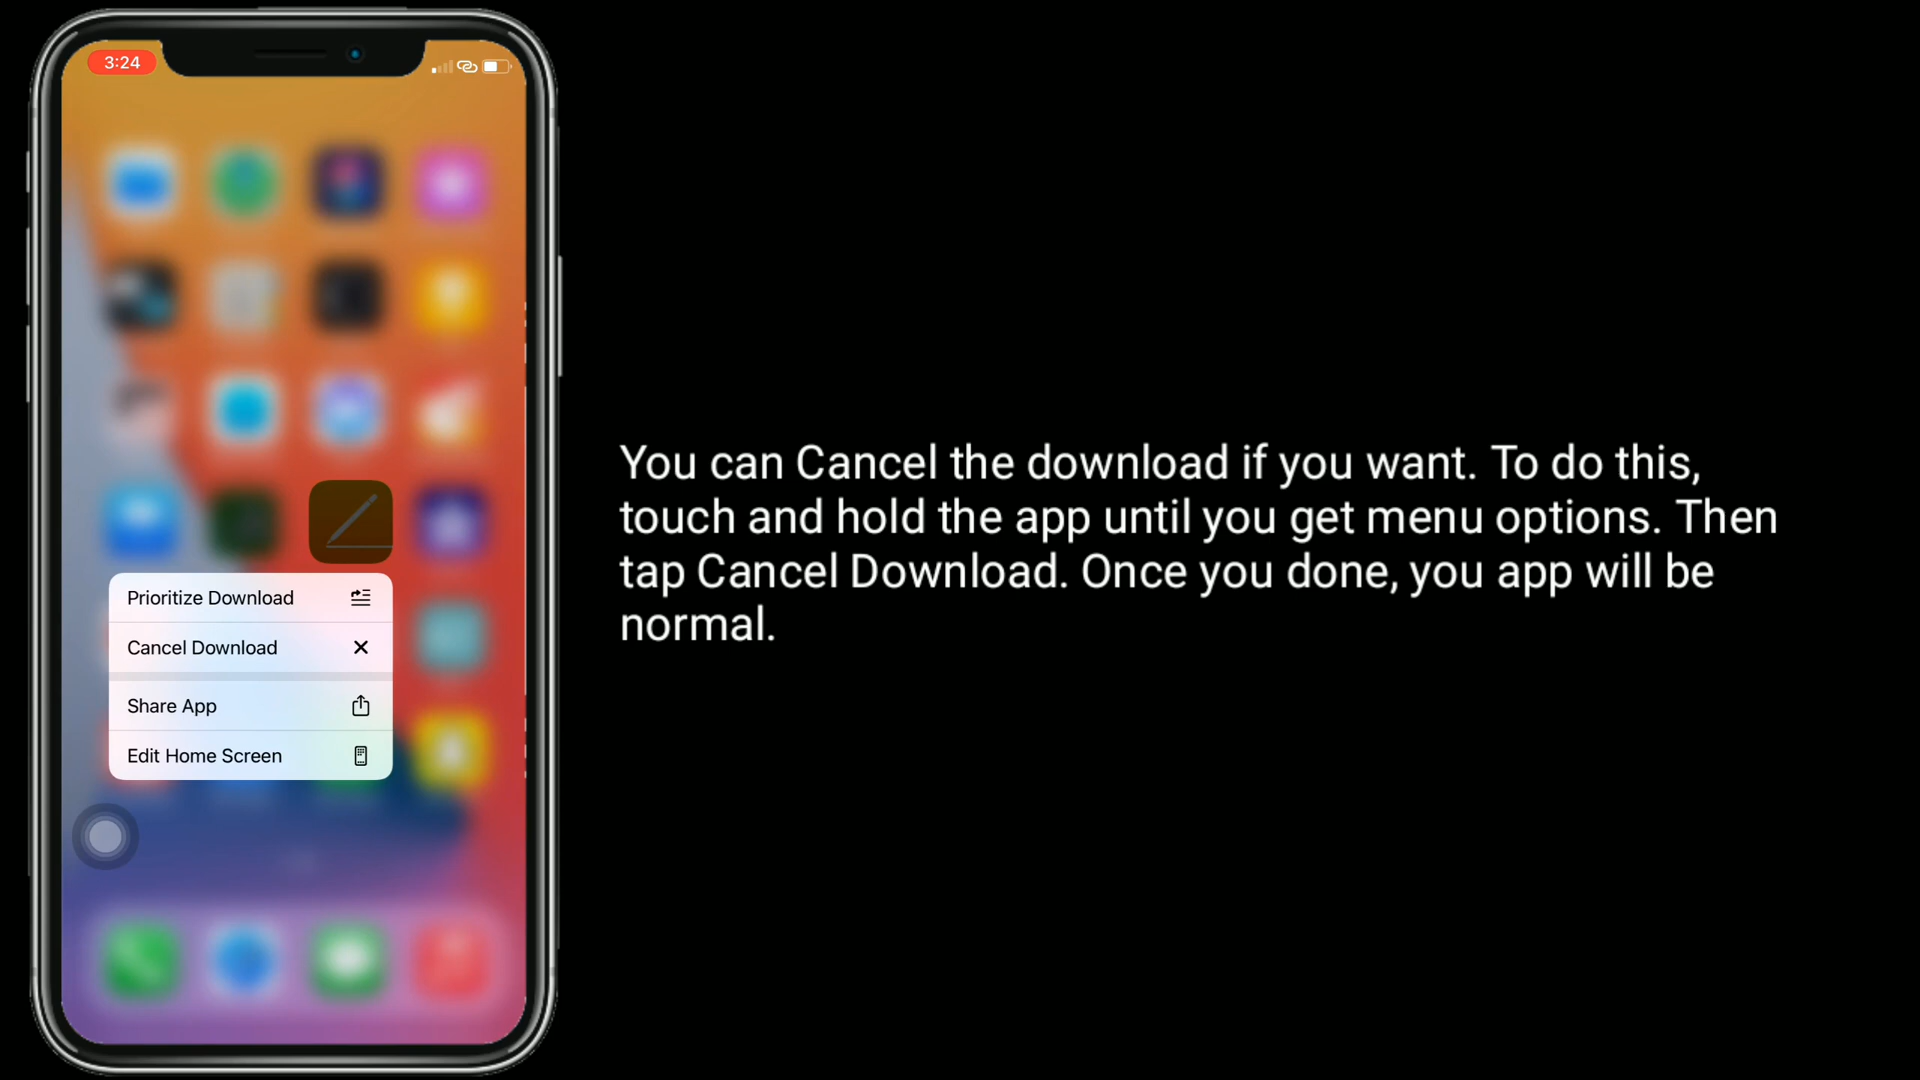 3:24
Prioritize Download
Cancel Download
Share App
Edit Home Screen
You can Cancel the download if you want. To do this,
touch and hold the app until you get menu options. Then
tap Cancel Download. Once you done, you app will be
normal.